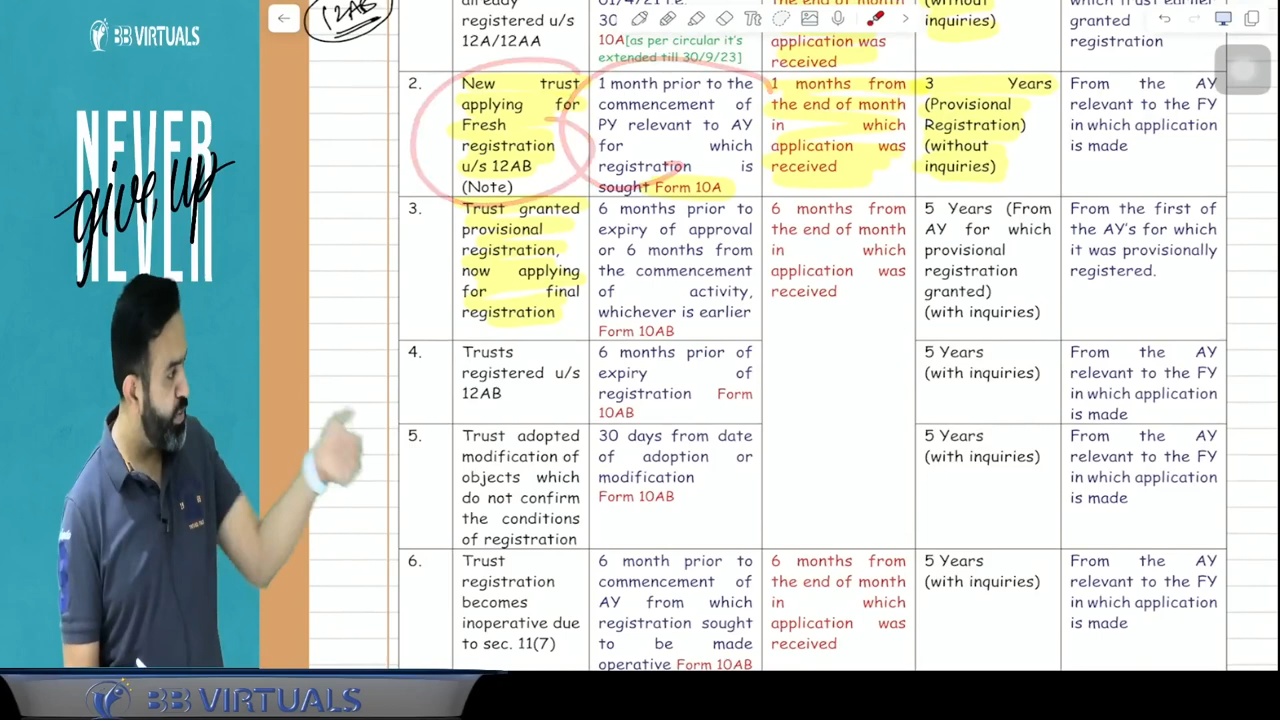 BB VIRTUALS
NEVER
give up
NEVER
12AB
already
registered u/s
12A/12AA
01/4/21 i.e.
30
10A[as per circular it's
extended till 30/9/23]
the end of month
application was
received
(without
inquiries)
which trust earlier
granted
registration
2.
New trust
applying for
Fresh
registration
u/s 12AB
(Note)
1 month prior to the
commencement of
PY relevant to AY
for which
registration is
sought Form 10A
1 months from
the end of month
in which
application was
received
3 Years
(Provisional
Registration)
(without
inquiries)
From the AY
relevant to the FY
in which application
is made
3.
Trust granted
provisional
registration,
now applying
for final
registration
6 months prior to
expiry of approval
or 6 months from
the commencement
of activity,
whichever is earlier
Form 10AB
6 months from
the end of month
in which
application was
received
5 Years (From
AY for which
provisional
registration
granted)
(with inquiries)
From the first of
the AY's for which
it was provisionally
registered.
4.
Trusts
registered u/s
12AB
6 months prior of
expiry of
registration Form
10AB
5 Years
(with inquiries)
From the AY
relevant to the FY
in which application
is made
5.
Trust adopted
modification of
objects which
do not confirm
the conditions
of registration
30 days from date
of adoption or
modification
Form 10AB
5 Years
(with inquiries)
From the AY
relevant to the FY
in which application
is made
6.
Trust
registration
becomes
inoperative due
to sec. 11(7)
6 month prior to
commencement of
AY from which
registration sought
to be made
operative Form 10AB
6 months from
the end of month
in which
application was
received
5 Years
(with inquiries)
From the AY
relevant to the FY
in which application
is made
BB VIRTUALS